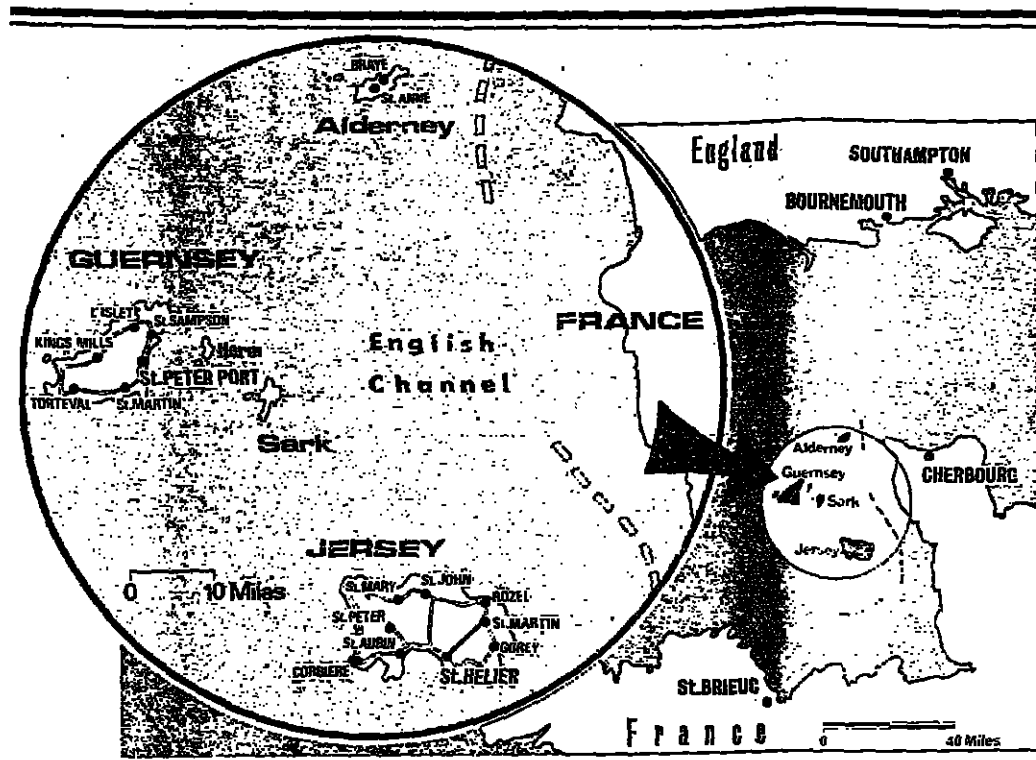 BRAYE
St. ANNE
Alderney
GUERNSEY
L'ISLET
St. SAMPSON
KINGS MILLS
Herm
St. PETER PORT
TORTEVAL
St. MARTIN
Sark
English
Channel
FRANCE
JERSEY
0 10 Miles
St. MARY
St. JOHN
ROZEL
St. PETER
St. MARTIN
St. AUBIN
GOREY
CORBIERE
St. HELIER
England
SOUTHAMPTON
BOURNEMOUTH
Alderney
Guernsey
Sark
Jersey
CHERBOURG
St. BRIEUC
France
0 40 Miles